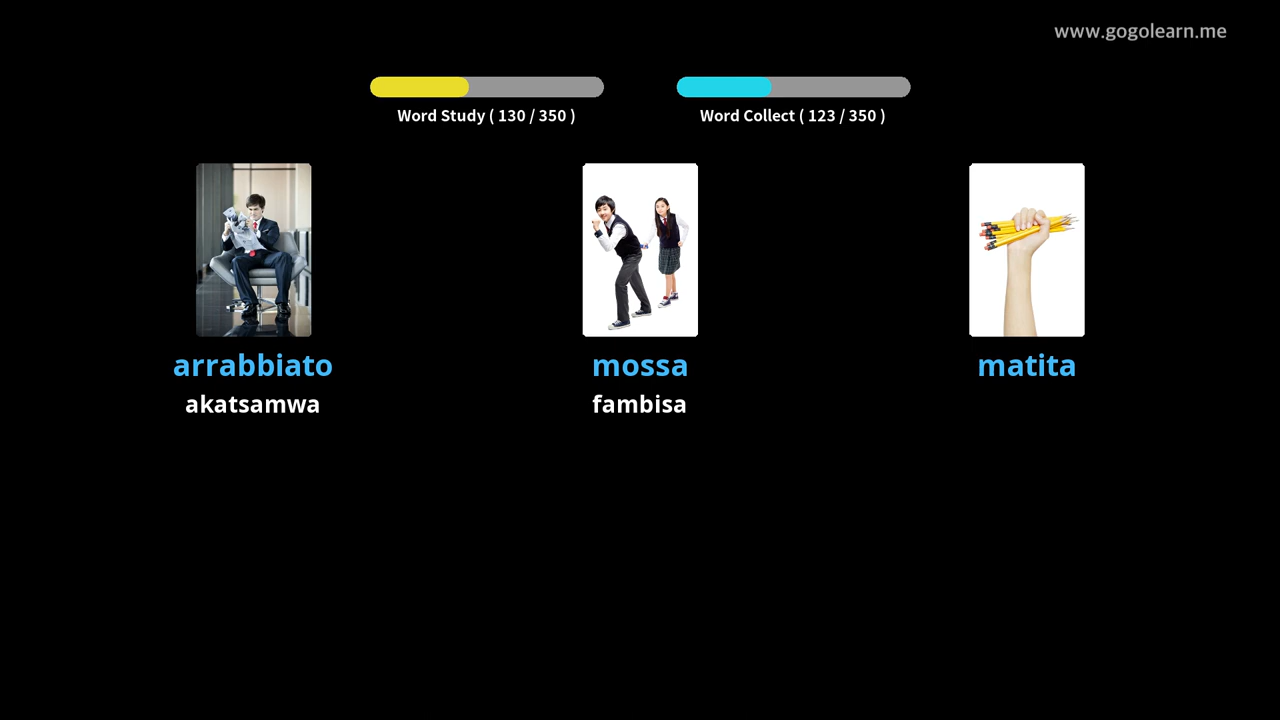 www.gogolearn.me
Word Study ( 130 / 350 )
Word Collect ( 123 / 350 )
arrabbiato
akatsamwa
mossa
fambisa
matita